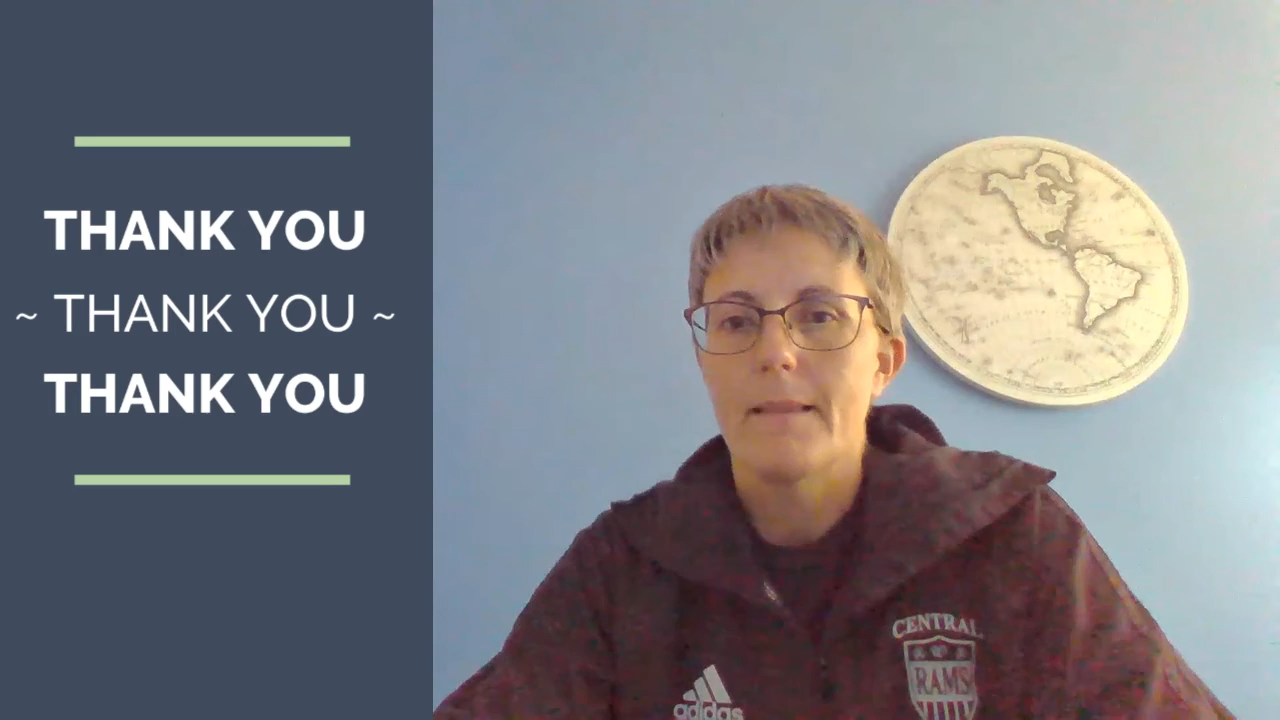 THANK YOU
~ THANK YOU ~
THANK YOU
CENTRAL
RAMS
adidas